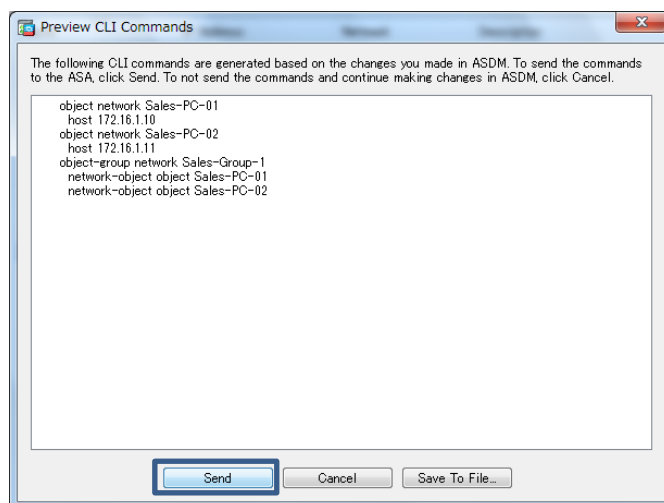 Preview CLI Commands
The following CLI commands are generated based on the changes you made in ASDM. To send the commands
to the ASA, click Send. To not send the commands and continue making changes in ASDM, click Cancel.
object network Sales-PC-01
host 172.16.1.10
object network Sales-PC-02
host 172.16.1.11
object-group network Sales-Group-1
network-object object Sales-PC-01
network-object object Sales-PC-02
Send Cancel Save To File...